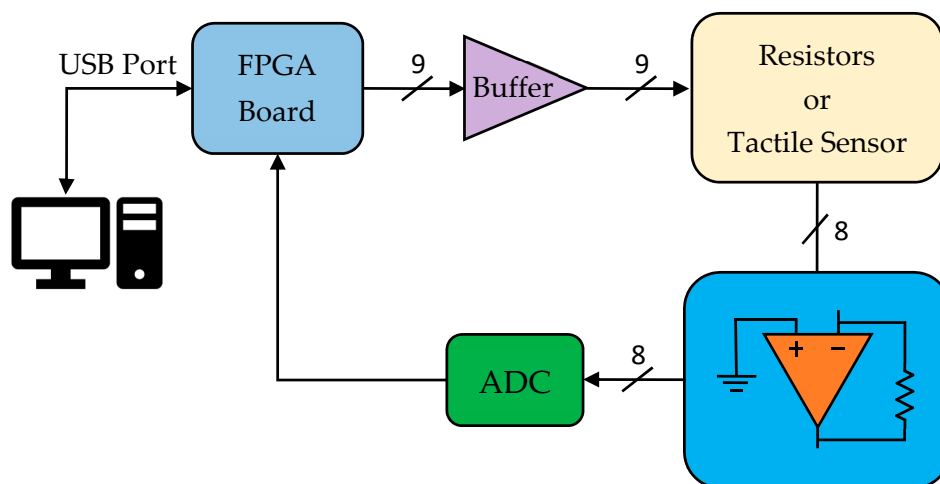 USB Port
FPGA
Board
9
Buffer
9
Resistors
or
Tactile Sensor
8
+
−
8
ADC